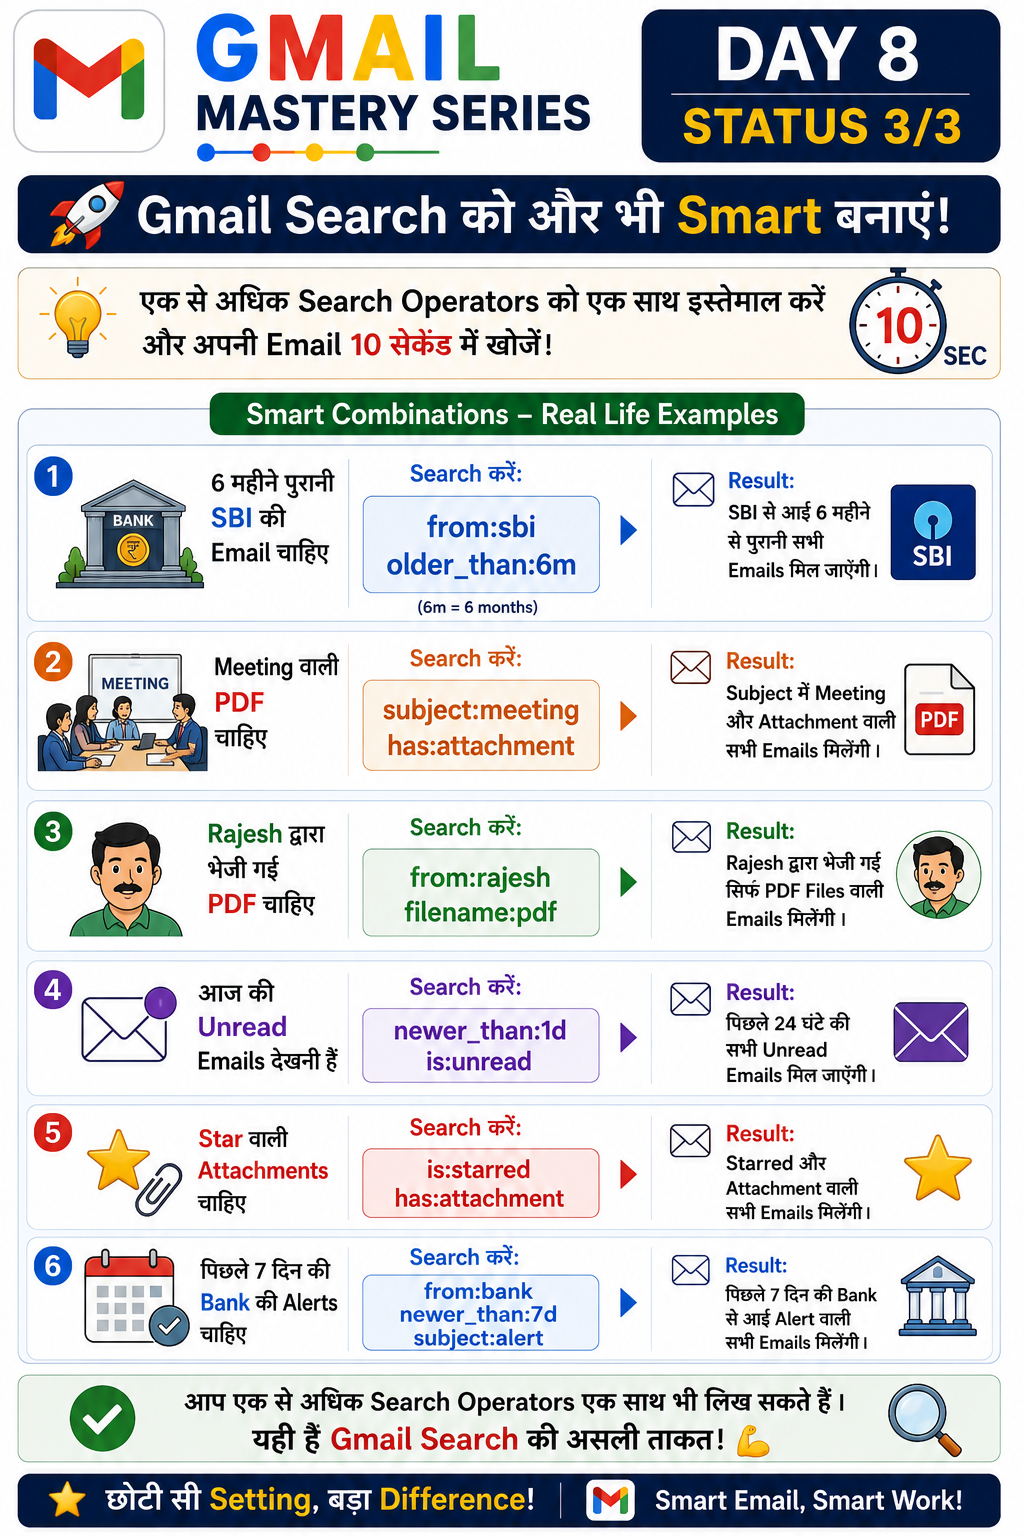 GMAIL
MASTERY SERIES
DAY 8
STATUS 3/3
Gmail Search को और भी Smart बनाएं!
एक से अधिक Search Operators को एक साथ इस्तेमाल करें
और अपनी Email 10 सेकेंड में खोजें!
10
SEC
Smart Combinations – Real Life Examples
1
BANK
₹
6 महीने पुरानी
SBI की
Email चाहिए
Search करें:
from:sbi
older_than:6m
(6m = 6 months)
Result:
SBI से आई 6 महीने
से पुरानी सभी
Emails मिल जाएँगी।
SBI
2
MEETING
Meeting वाली
PDF
चाहिए
Search करें:
subject:meeting
has:attachment
Result:
Subject में Meeting
और Attachment वाली
सभी Emails मिलेंगी।
PDF
3
Rajesh द्वारा
भेजी गई
PDF चाहिए
Search करें:
from:rajesh
filename:pdf
Result:
Rajesh द्वारा भेजी गई
सिर्फ PDF Files वाली
Emails मिलेंगी।
4
आज की
Unread
Emails देखनी हैं
Search करें:
newer_than:1d
is:unread
Result:
पिछले 24 घंटे की
सभी Unread
Emails मिल जाएँगी।
5
Star वाली
Attachments
चाहिए
Search करें:
is:starred
has:attachment
Result:
Starred और
Attachment वाली
सभी Emails मिलेंगी।
6
पिछले 7 दिन की
Bank की Alerts
चाहिए
Search करें:
from:bank
newer_than:7d
subject:alert
Result:
पिछले 7 दिन की Bank
से आई Alert वाली
सभी Emails मिलेंगी।
आप एक से अधिक Search Operators एक साथ भी लिख सकते हैं।
यही हैं Gmail Search की असली ताकत!
छोटी सी Setting, बड़ा Difference!
Smart Email, Smart Work!